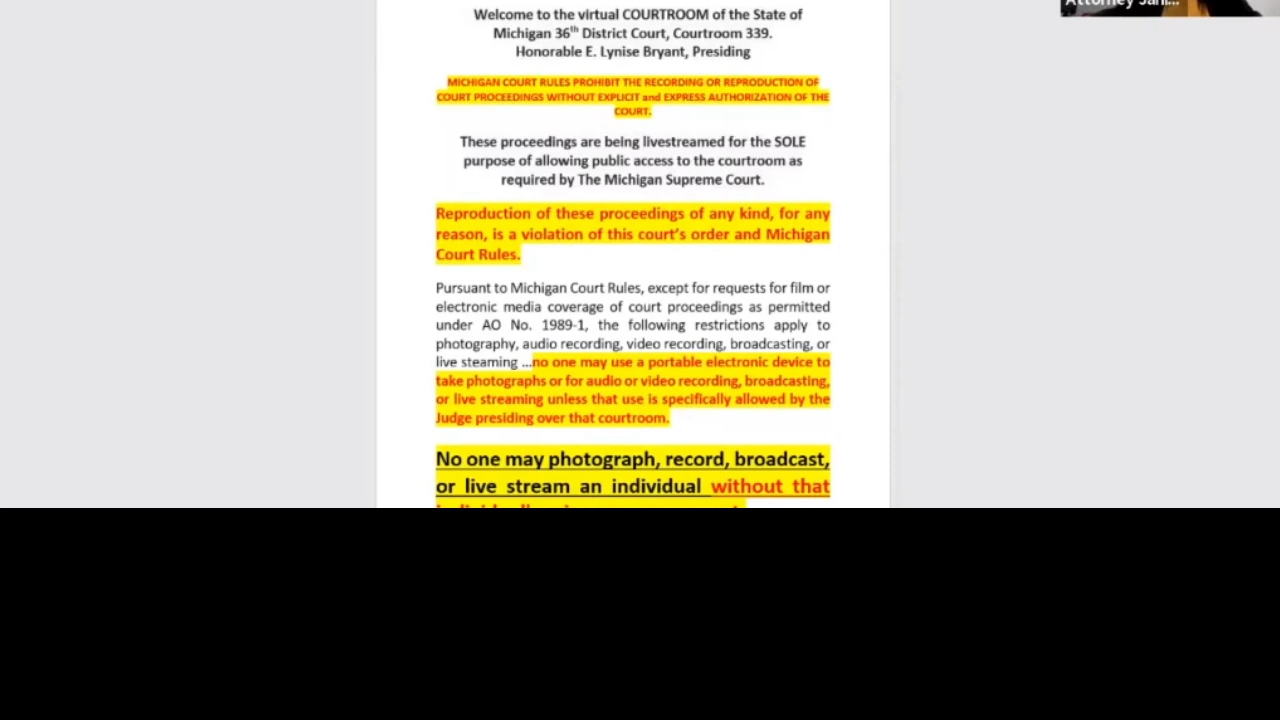 Attorney Jani...
Welcome to the virtual COURTROOM of the State of
Michigan 36th District Court, Courtroom 339.
Honorable E. Lynise Bryant, Presiding
MICHIGAN COURT RULES PROHIBIT THE RECORDING OR REPRODUCTION OF
COURT PROCEEDINGS WITHOUT EXPLICIT and EXPRESS AUTHORIZATION OF THE
COURT.
These proceedings are being livestreamed for the SOLE
purpose of allowing public access to the courtroom as
required by The Michigan Supreme Court.
Reproduction of these proceedings of any kind, for any
reason, is a violation of this court's order and Michigan
Court Rules.
Pursuant to Michigan Court Rules, except for requests for film or
electronic media coverage of court proceedings as permitted
under AO No. 1989-1, the following restrictions apply to
photography, audio recording, video recording, broadcasting, or
live steaming ...no one may use a portable electronic device to
take photographs or for audio or video recording, broadcasting,
or live streaming unless that use is specifically allowed by the
Judge presiding over that courtroom.
No one may photograph, record, broadcast,
or live stream an individual without that